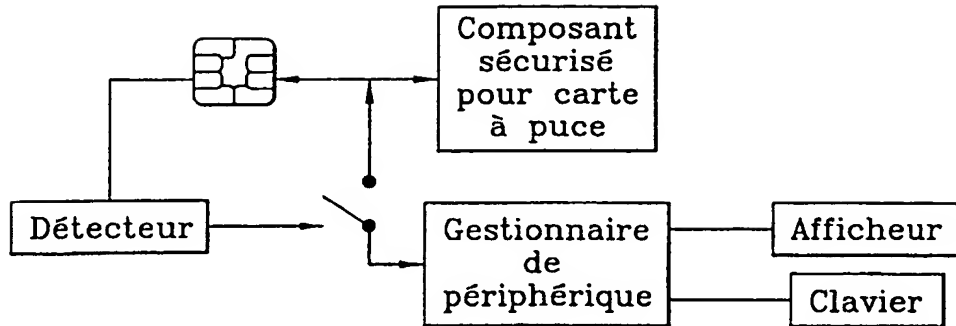 Composant
sécurisé
pour carte
à puce
Détecteur
Gestionnaire
de
périphérique
Afficheur
Clavier